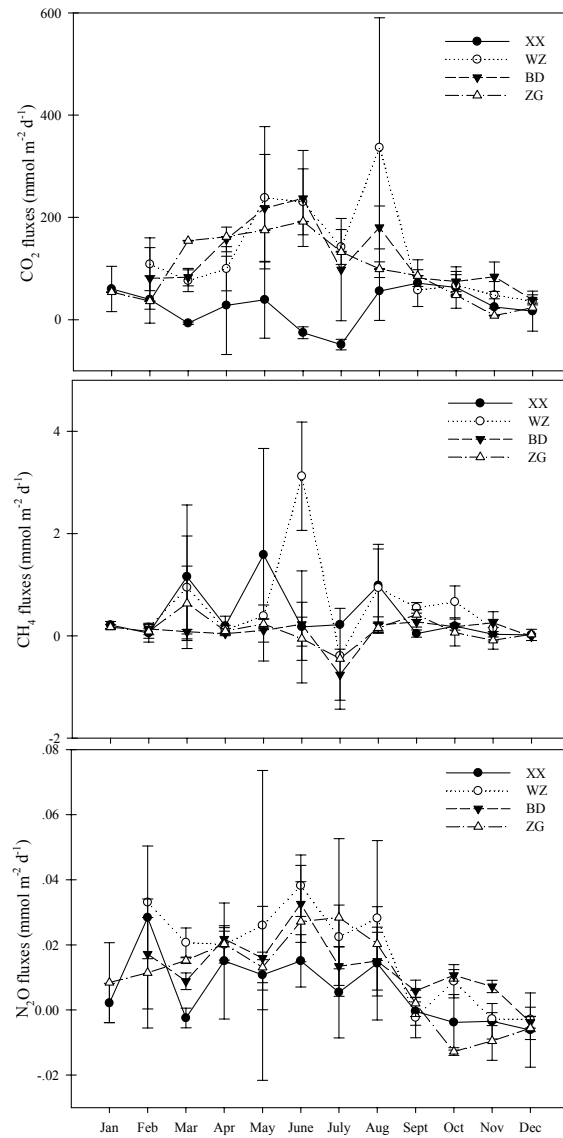 600
400
200
0
CO2 fluxes (mmol m-2 d-1)
XX
WZ
BD
ZG
4
2
0
-2
CH4 fluxes (mmol m-2 d-1)
XX
WZ
BD
ZG
.08
.06
.04
.02
0.00
-.02
N2O fluxes (mmol m-2 d-1)
XX
WZ
BD
ZG
Jan Feb Mar Apr May June July Aug Sept Oct Nov Dec